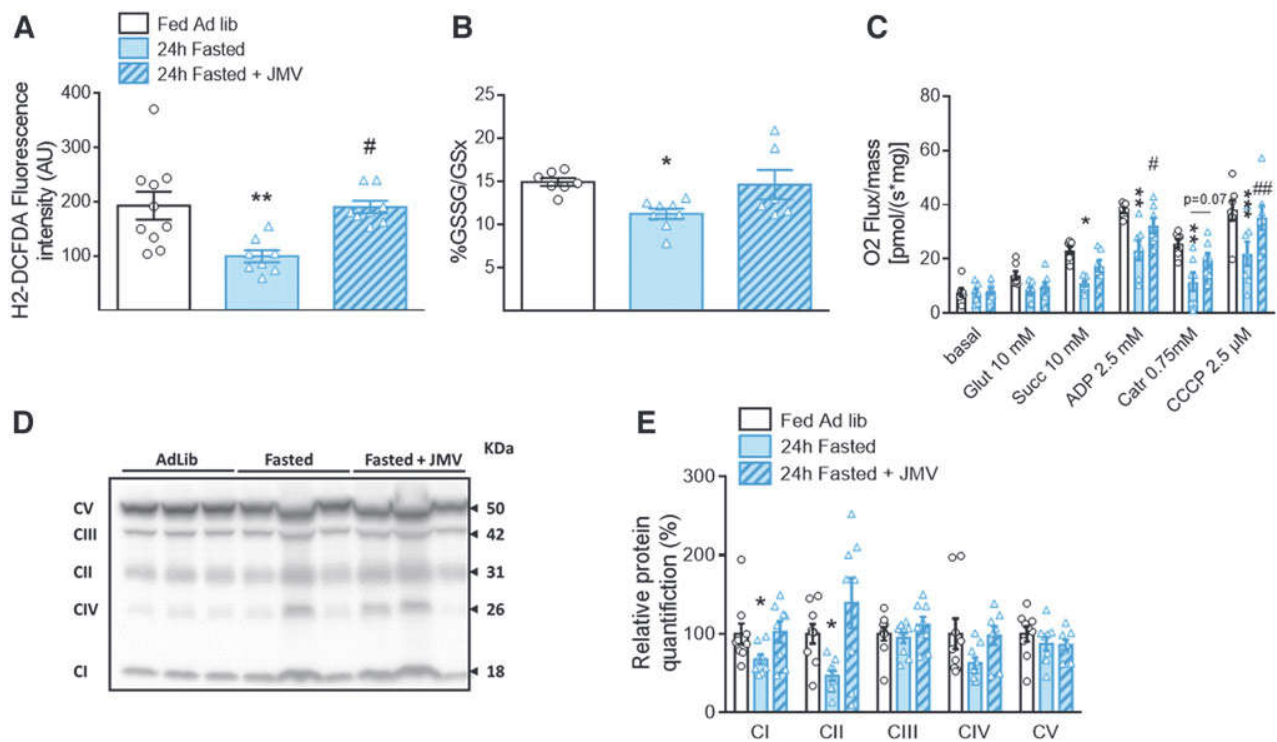 A
Fed Ad lib
24h Fasted
24h Fasted + JMV
H2-DCFDA Fluorescence
intensity (AU)
400
300
200
100
**
#
B
%GSSG/GSx
25
20
15
10
5
*
C
O2 Flux/mass
[pmol/(s*mg)]
80
60
40
20
0
*
**
#
p=0.07
**
***
##
basal
Glut 10 mM
Succ 10 mM
ADP 2.5 mM
Catr 0.75mM
CCCP 2.5 µM
D
AdLib Fasted Fasted + JMV KDa
CV 50
CIII 42
CII 31
CIV 26
CI 18
E
Fed Ad lib
24h Fasted
24h Fasted + JMV
Relative protein
quantifiction (%)
300
200
100
0
*
*
CI CII CIII CIV CV